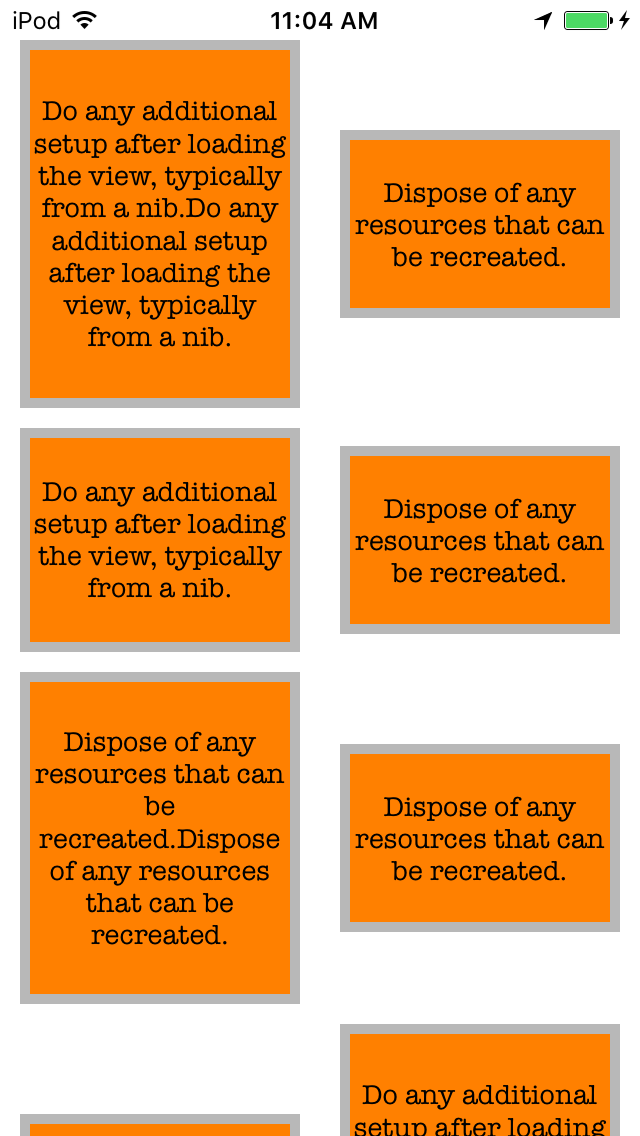 iPod
11:04 AM
Do any additional
setup after loading
the view, typically
from a nib.Do any
additional setup
after loading the
view, typically
from a nib.
Dispose of any
resources that can
be recreated.
Do any additional
setup after loading
the view, typically
from a nib.
Dispose of any
resources that can
be recreated.
Dispose of any
resources that can
be
recreated.Dispose
of any resources
that can be
recreated.
Dispose of any
resources that can
be recreated.
Do any additional
setup after loading